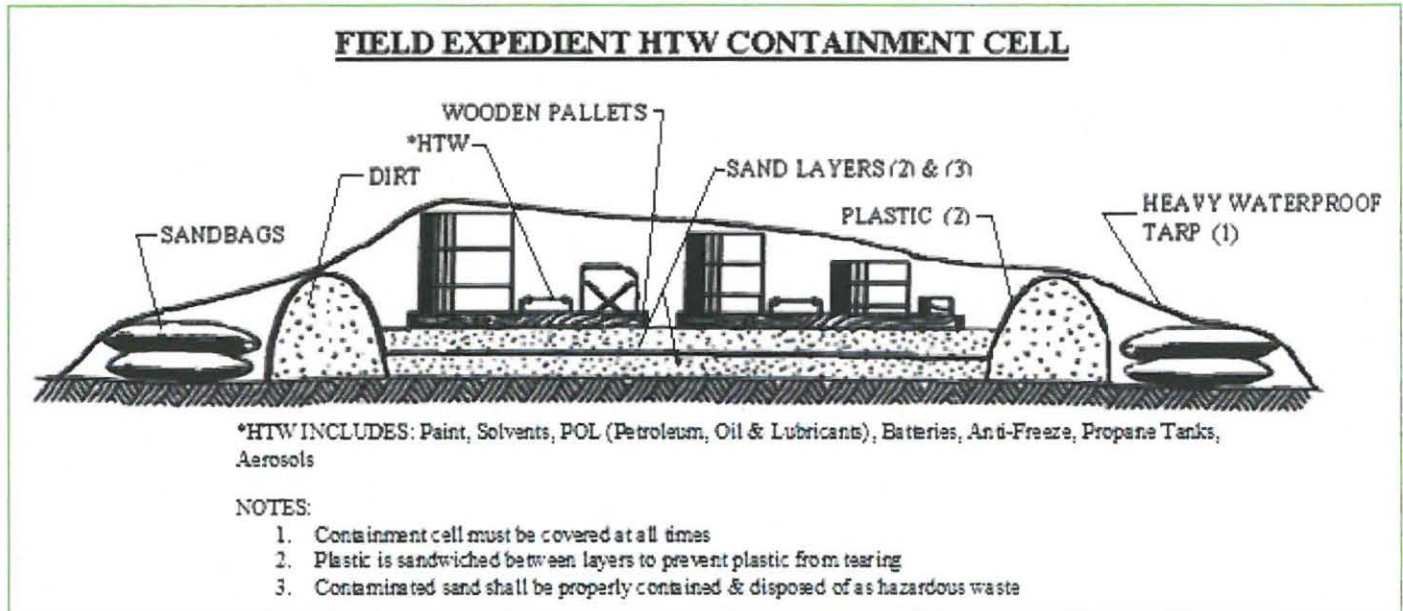 FIELD EXPEDIENT HTW CONTAINMENT CELL
WOODEN PALLETS
*HTW
DIRT
SANDBAGS
SAND LAYERS (2) & (3)
PLASTIC (2)
HEAVY WATERPROOF
TARP (1)
*HTW INCLUDES: Paint, Solvents, POL (Petroleum, Oil & Lubricants), Batteries, Anti-Freeze, Propane Tanks,
Aerosols
NOTES:
1. Containment cell must be covered at all times
2. Plastic is sandwiched between layers to prevent plastic from tearing
3. Contaminated sand shall be properly contained & disposed of as hazardous waste